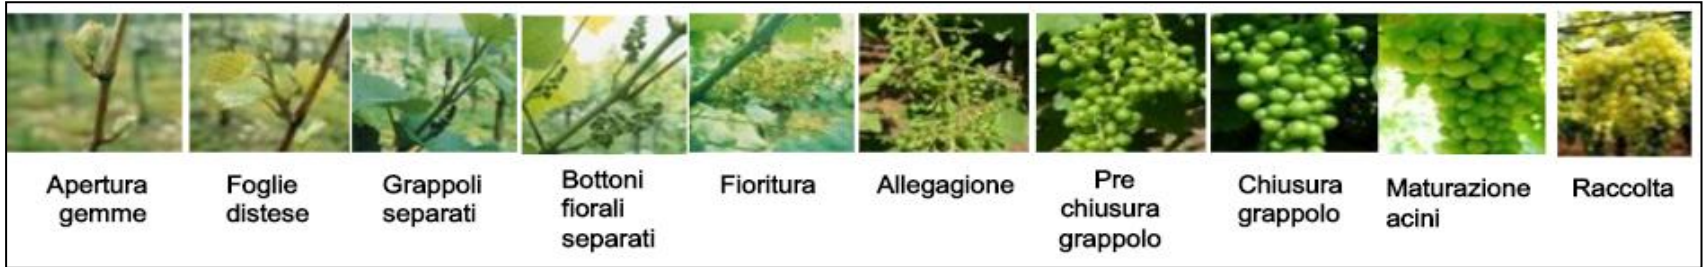 Apertura
gemme
Foglie
distese
Grappoli
separati
Bottoni
fiorali
separati
Fioritura
Allegagione
Pre
chiusura
grappolo
Chiusura
grappolo
Maturazione
acini
Raccolta